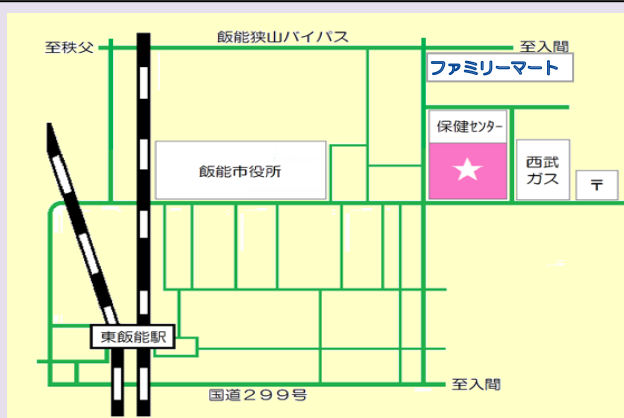 飯能狭山バイパス
至秩父
至入間
ファミリーマート
保健センター
飯能市役所
西武
ガス
〒
東飯能駅
至入間
国道299号